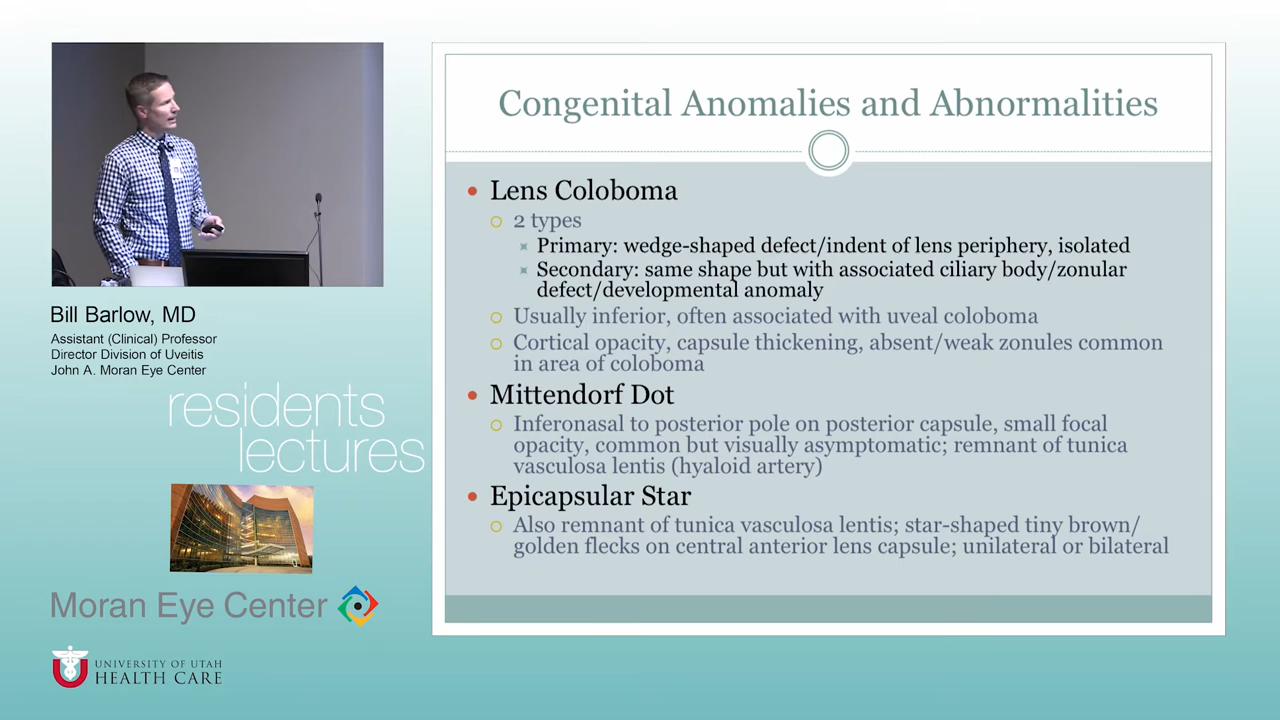 Bill Barlow, MD
Assistant (Clinical) Professor
Director Division of Uveitis
John A. Moran Eye Center
residents
lectures
Moran Eye Center
UNIVERSITY OF UTAH
HEALTH CARE
Congenital Anomalies and Abnormalities
Lens Coloboma
2 types
Primary: wedge-shaped defect/indent of lens periphery, isolated
Secondary: same shape but with associated ciliary body/zonular
defect/developmental anomaly
Usually inferior, often associated with uveal coloboma
Cortical opacity, capsule thickening, absent/weak zonules common
in area of coloboma
Mittendorf Dot
Inferonasal to posterior pole on posterior capsule, small focal
opacity, common but visually asymptomatic; remnant of tunica
vasculosa lentis (hyaloid artery)
Epicapsular Star
Also remnant of tunica vasculosa lentis; star-shaped tiny brown/
golden flecks on central anterior lens capsule; unilateral or bilateral